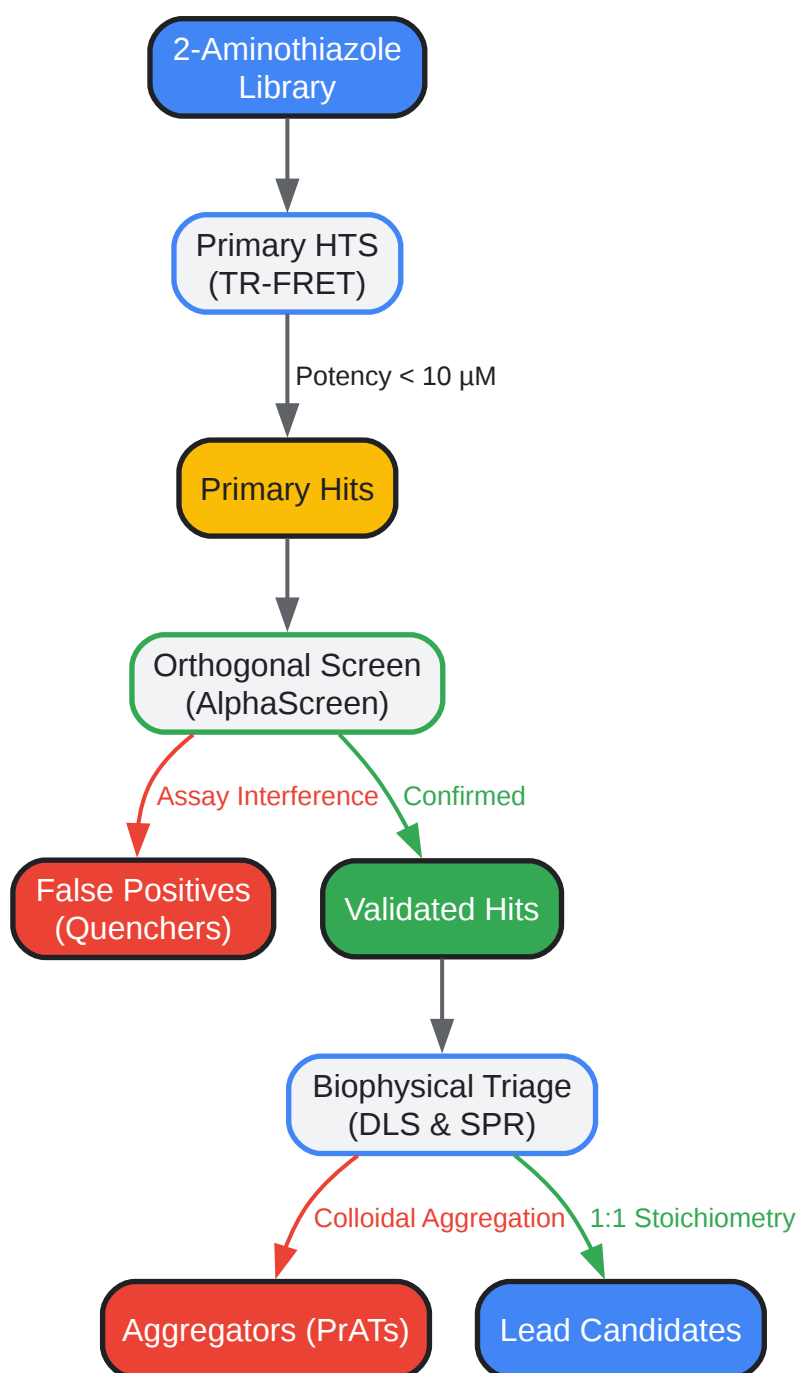 2-Aminothiazole
Library
Primary HTS
(TR-FRET)
Potency < 10 µM
Primary Hits
Orthogonal Screen
(AlphaScreen)
Assay Interference
Confirmed
False Positives
(Quenchers)
Validated Hits
Biophysical Triage
(DLS & SPR)
Colloidal Aggregation
1:1 Stoichiometry
Aggregators (PrATs)
Lead Candidates